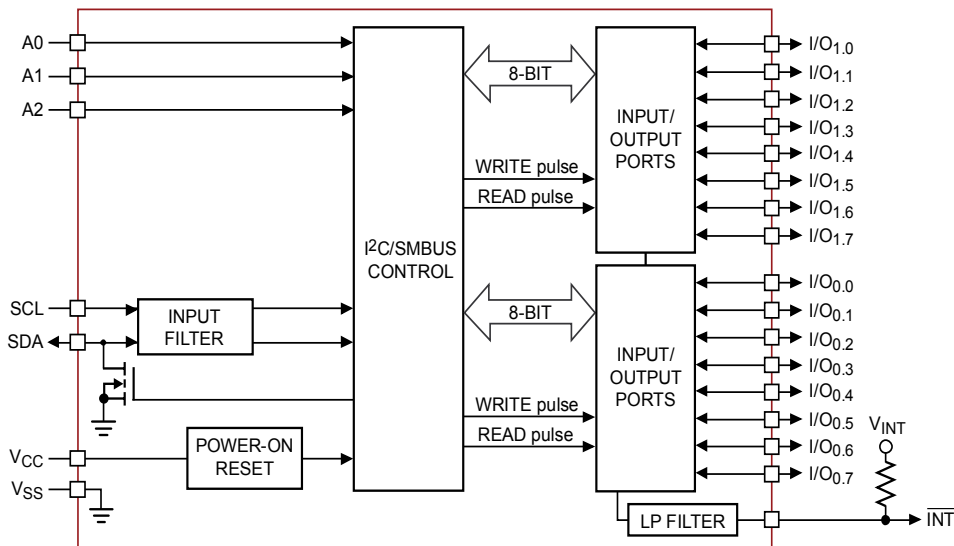 A0
A1
A2
SCL
SDA
VCC
VSS
INPUT
FILTER
POWER-ON
RESET
I2C/SMBUS
CONTROL
8-BIT
WRITE pulse
READ pulse
8-BIT
WRITE pulse
READ pulse
INPUT/
OUTPUT
PORTS
INPUT/
OUTPUT
PORTS
LP FILTER
I/O1.0
I/O1.1
I/O1.2
I/O1.3
I/O1.4
I/O1.5
I/O1.6
I/O1.7
I/O0.0
I/O0.1
I/O0.2
I/O0.3
I/O0.4
I/O0.5
I/O0.6
I/O0.7
VINT
INT